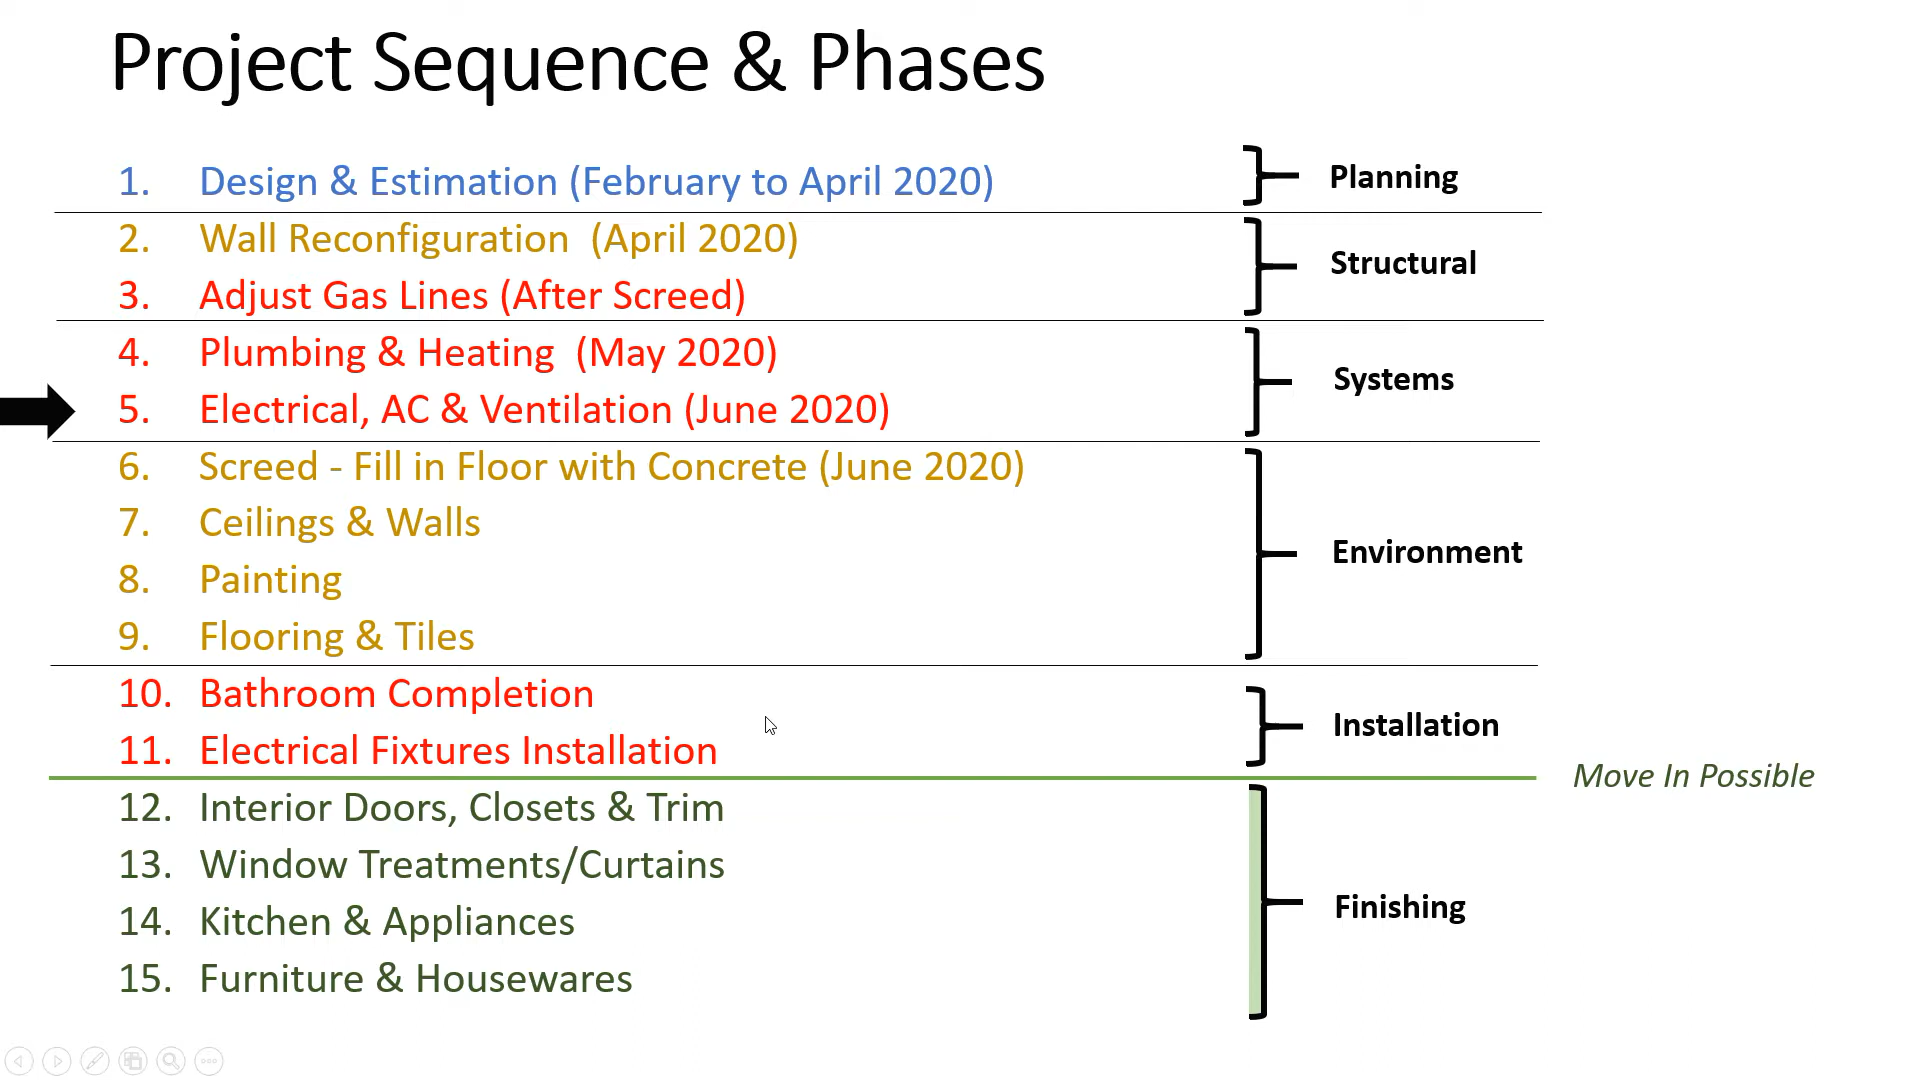 Project Sequence & Phases
1. Design & Estimation (February to April 2020)
Planning
2. Wall Reconfiguration  (April 2020)
3. Adjust Gas Lines (After Screed)
Structural
4. Plumbing & Heating  (May 2020)
5. Electrical, AC & Ventilation (June 2020)
Systems
6. Screed - Fill in Floor with Concrete (June 2020)
7. Ceilings & Walls
8. Painting
9. Flooring & Tiles
Environment
10. Bathroom Completion
11. Electrical Fixtures Installation
Installation
Move In Possible
12. Interior Doors, Closets & Trim
13. Window Treatments/Curtains
14. Kitchen & Appliances
15. Furniture & Housewares
Finishing